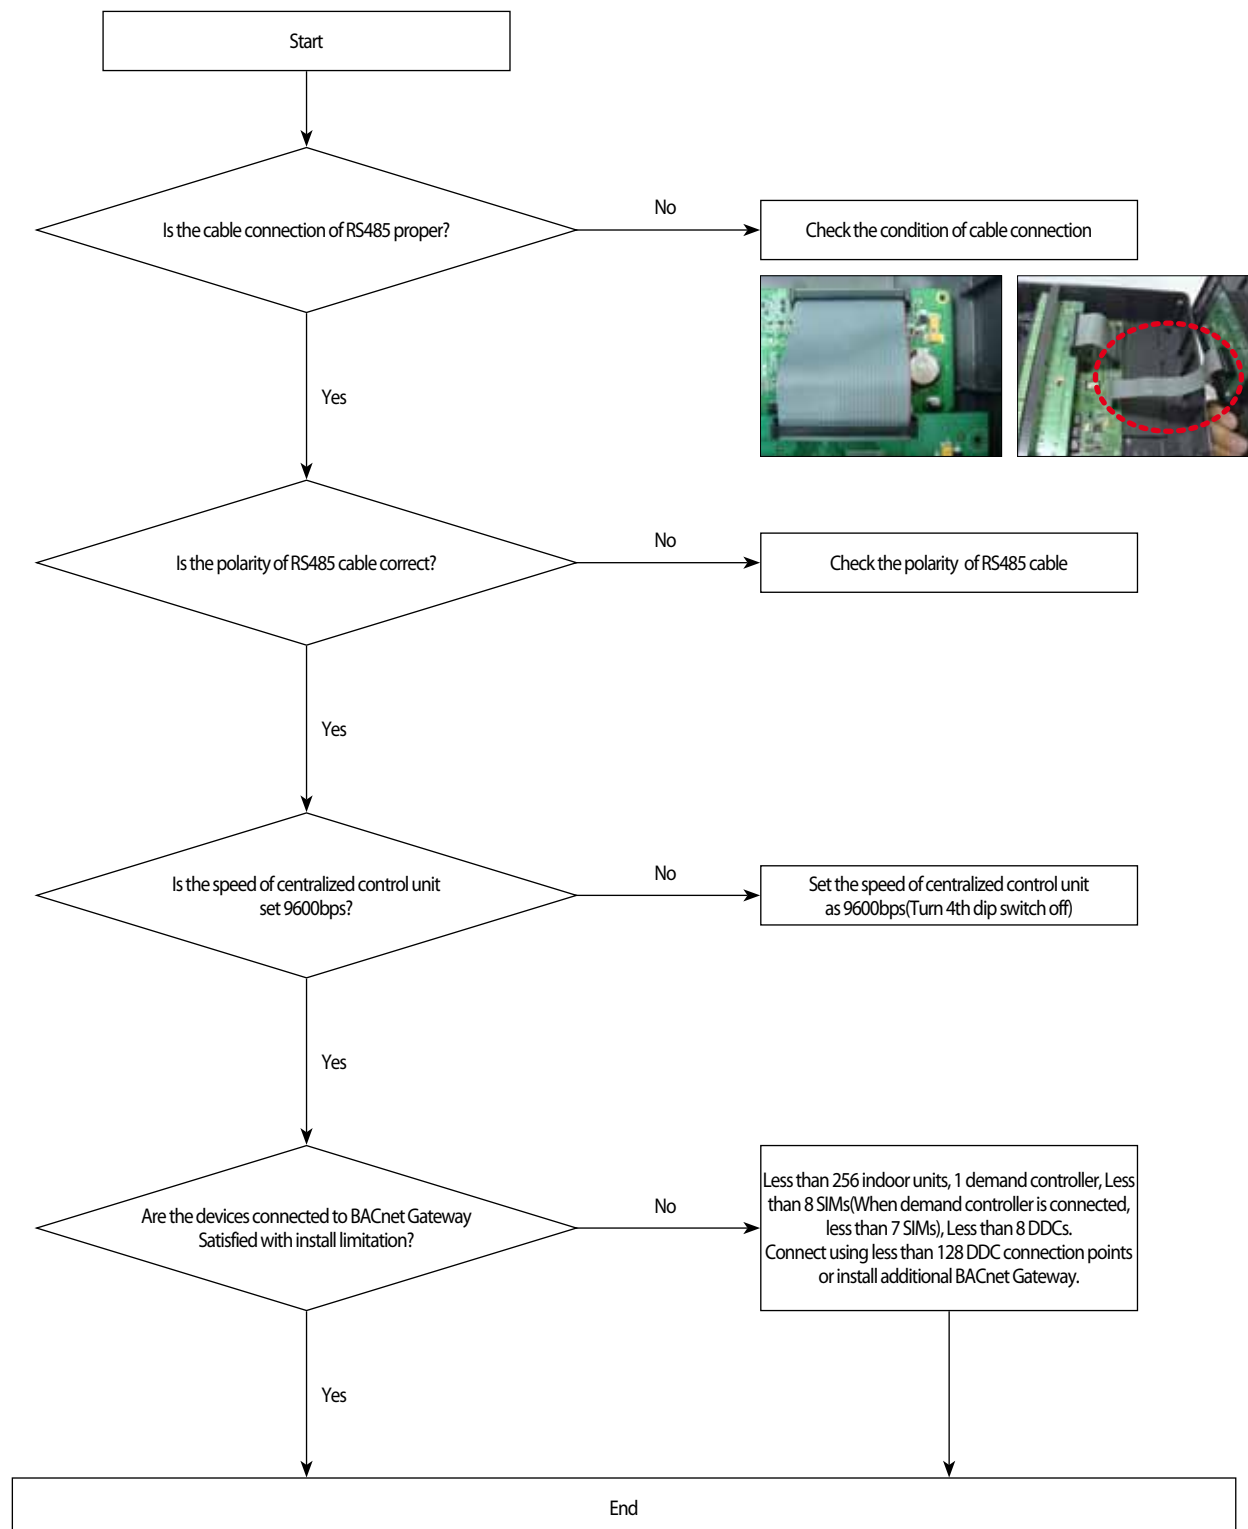 Start
Is the cable connection of RS485 proper?
No
Check the condition of cable connection
Yes
Is the polarity of RS485 cable correct?
No
Check the polarity of RS485 cable
Yes
Is the speed of centralized control unit
set 9600bps?
No
Set the speed of centralized control unit
as 9600bps(Turn 4th dip switch off)
Yes
Are the devices connected to BACnet Gateway
Satisfied with install limitation?
No
Less than 256 indoor units, 1 demand controller, Less
than 8 SIMs(When demand controller is connected,
less than 7 SIMs), Less than 8 DDCs.
Connect using less than 128 DDC connection points
or install additional BACnet Gateway.
Yes
End